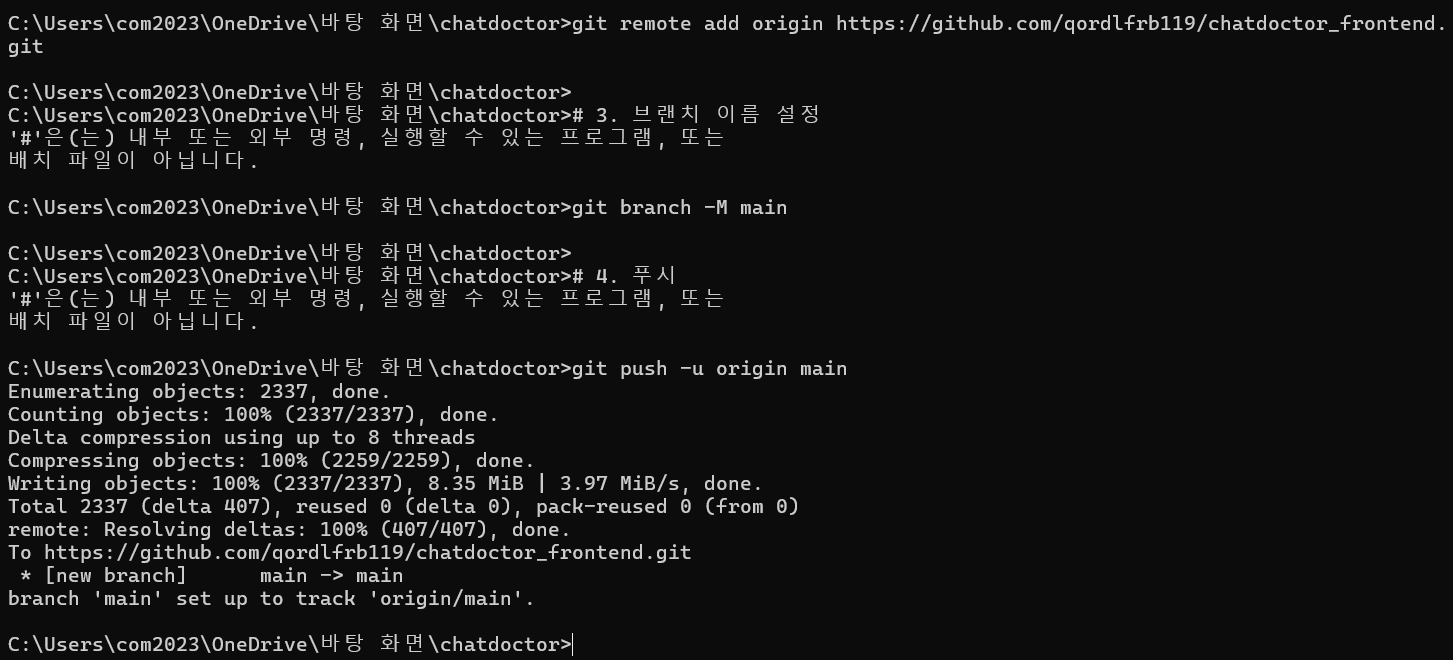 C:\Users\com2023\OneDrive\바탕 화면\chatdoctor>git remote add origin https://github.com/qordlfrb119/chatdoctor_frontend.
git
C:\Users\com2023\OneDrive\바탕 화면\chatdoctor>
C:\Users\com2023\OneDrive\바탕 화면\chatdoctor># 3. 브랜치 이름 설정
'#'은(는) 내부 또는 외부 명령, 실행할 수 있는 프로그램, 또는
배치 파일이 아닙니다.
C:\Users\com2023\OneDrive\바탕 화면\chatdoctor>git branch -M main
C:\Users\com2023\OneDrive\바탕 화면\chatdoctor>
C:\Users\com2023\OneDrive\바탕 화면\chatdoctor># 4. 푸시
'#'은(는) 내부 또는 외부 명령, 실행할 수 있는 프로그램, 또는
배치 파일이 아닙니다.
C:\Users\com2023\OneDrive\바탕 화면\chatdoctor>git push -u origin main
Enumerating objects: 2337, done.
Counting objects: 100% (2337/2337), done.
Delta compression using up to 8 threads
Compressing objects: 100% (2259/2259), done.
Writing objects: 100% (2337/2337), 8.35 MiB | 3.97 MiB/s, done.
Total 2337 (delta 407), reused 0 (delta 0), pack-reused 0 (from 0)
remote: Resolving deltas: 100% (407/407), done.
To https://github.com/qordlfrb119/chatdoctor_frontend.git
 * [new branch]      main -> main
branch 'main' set up to track 'origin/main'.
C:\Users\com2023\OneDrive\바탕 화면\chatdoctor>